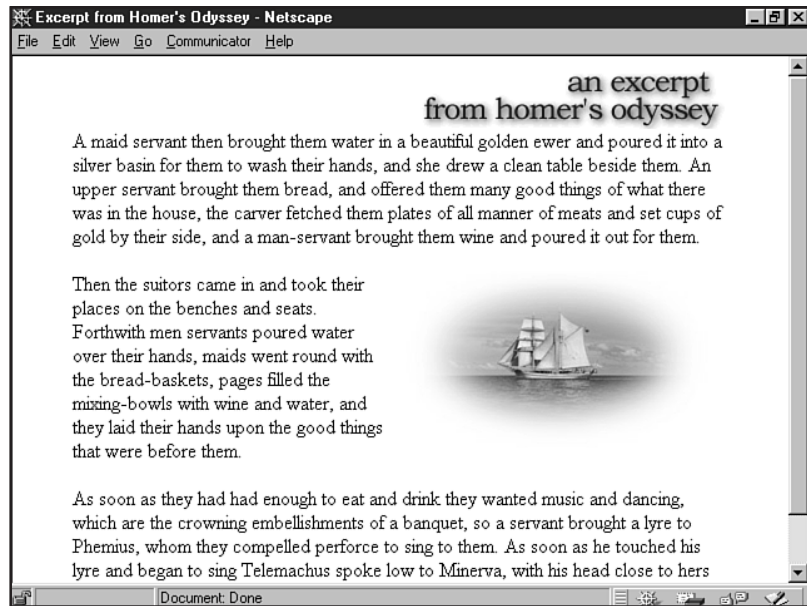 Excerpt from Homer's Odyssey - Netscape
File Edit View Go Communicator Help
an excerpt
from homer's odyssey
A maid servant then brought them water in a beautiful golden ewer and poured it into a
silver basin for them to wash their hands, and she drew a clean table beside them. An
upper servant brought them bread, and offered them many good things of what there
was in the house, the carver fetched them plates of all manner of meats and set cups of
gold by their side, and a man-servant brought them wine and poured it out for them.
Then the suitors came in and took their
places on the benches and seats.
Forthwith men servants poured water
over their hands, maids went round with
the bread-baskets, pages filled the
mixing-bowls with wine and water, and
they laid their hands upon the good things
that were before them.
As soon as they had had enough to eat and drink they wanted music and dancing,
which are the crowning embellishments of a banquet, so a servant brought a lyre to
Phemius, whom they compelled perforce to sing to them. As soon as he touched his
lyre and began to sing Telemachus spoke low to Minerva, with his head close to hers
Document: Done